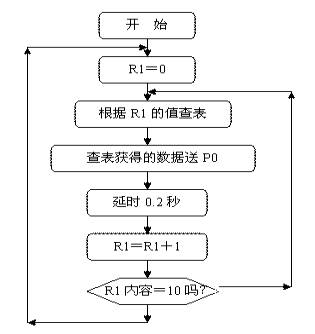 开 始
R1＝0
根据 R1 的值查表
查表获得的数据送 P0
延时 0.2 秒
R1＝R1＋1
R1 内容＝10 吗?